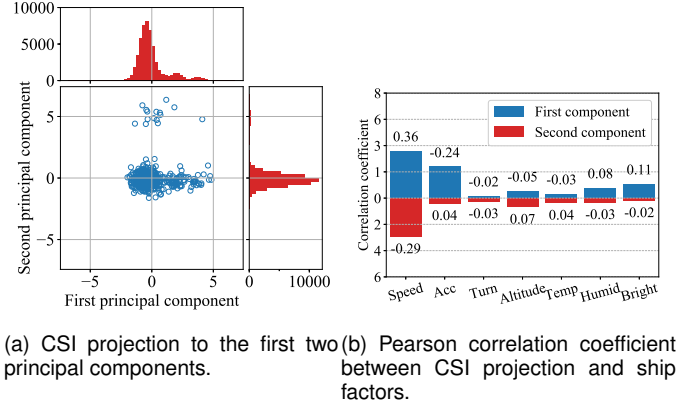 10000
5000
0
Second principal component
5
0
−5
−5 0 5
First principal component
0 10000
8
6
3
1
0
2
4
6
Correlation coefficient
First component
Second component
0.36
-0.24
-0.02
-0.05
-0.03
0.08
0.11
-0.29
0.04
-0.03
0.07
0.04
-0.03
-0.02
Speed Acc Turn Altitude Temp Humid Bright
(a) CSI projection to the first two
principal components.
(b) Pearson correlation coefficient
between CSI projection and ship
factors.